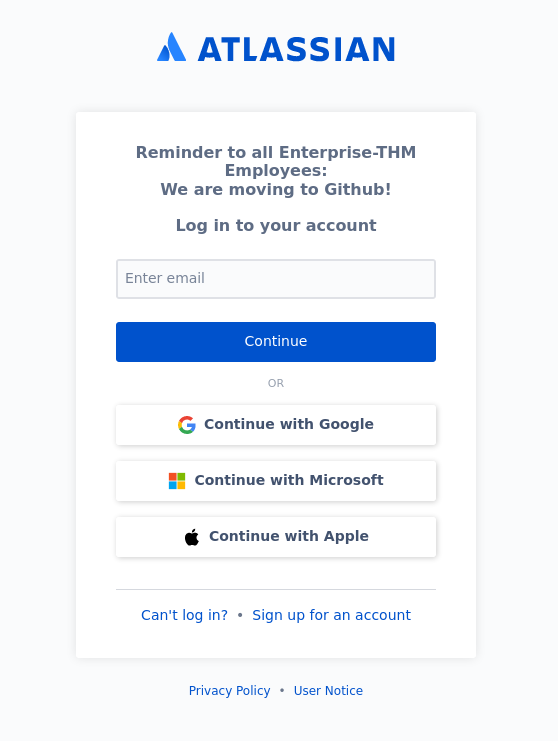 ATLASSIAN
Reminder to all Enterprise-THM
Employees:
We are moving to Github!
Log in to your account
Enter email
Continue
OR
Continue with Google
Continue with Microsoft
Continue with Apple
Can't log in? • Sign up for an account
Privacy Policy • User Notice